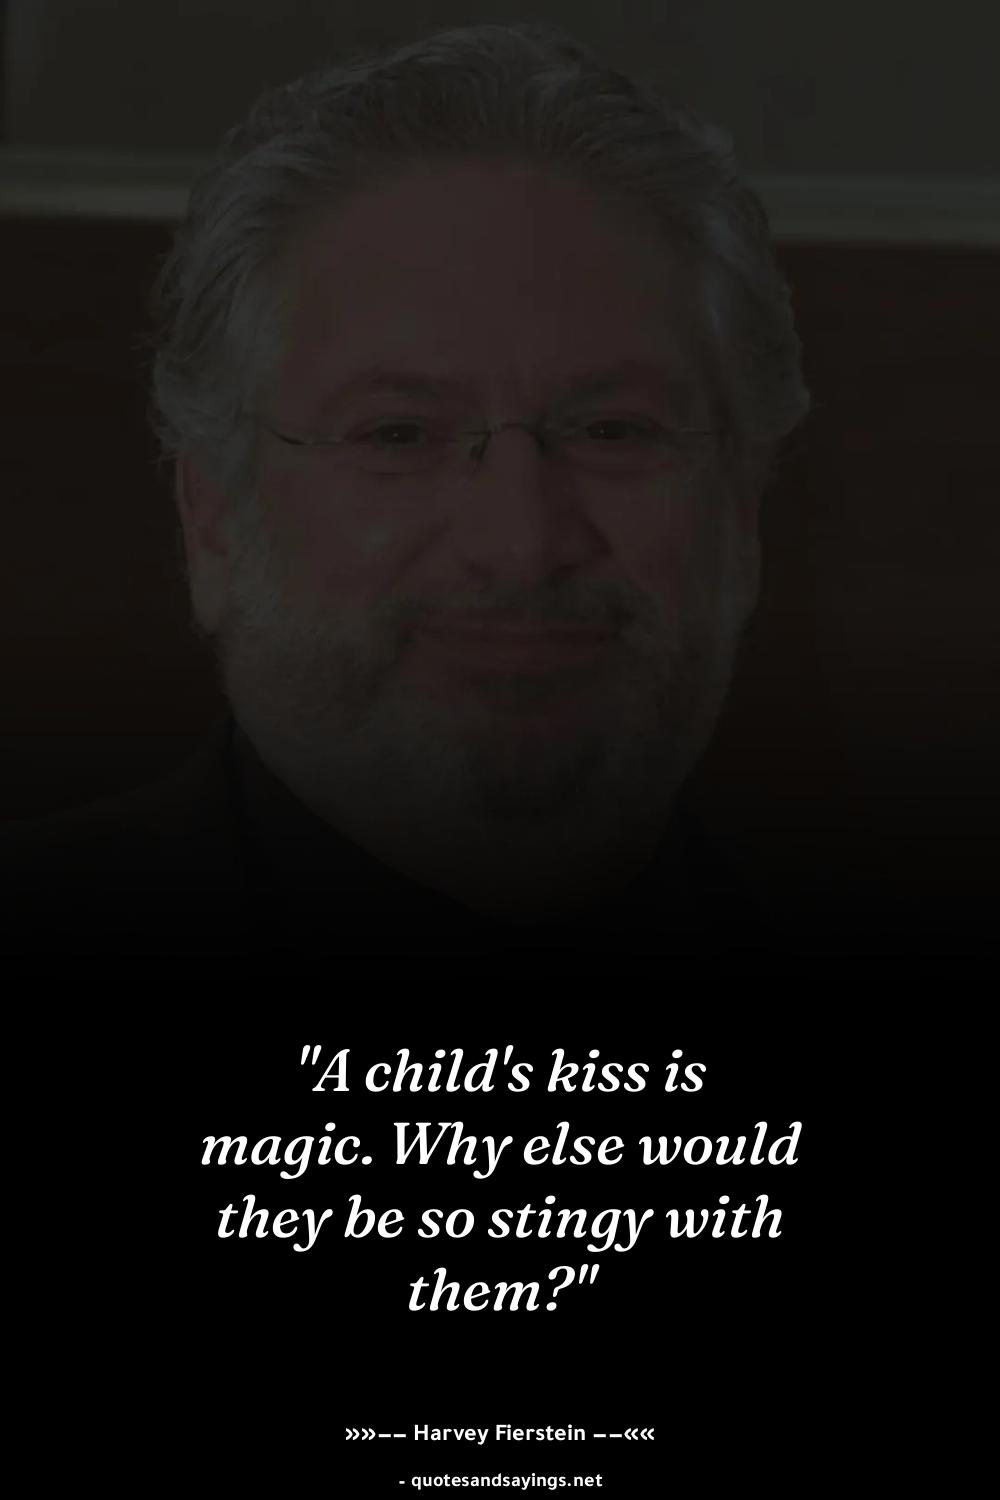 "A child's kiss is
magic. Why else would
they be so stingy with
them?"
»»−− Harvey Fierstein −−««
- quotesandsayings.net